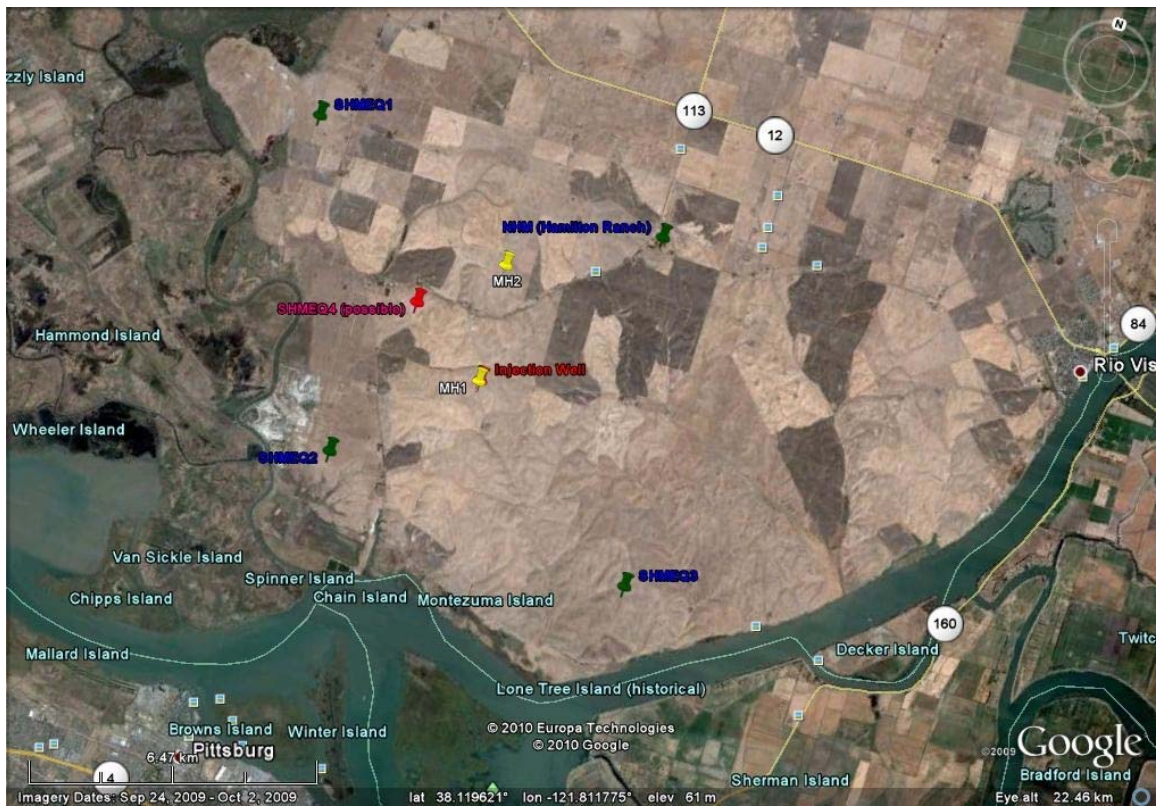 zzly Island
N
SHMEQ1
113
12
NHM (Hamilton Ranch)
MH2
SHMEQ4 (possible)
Hammond Island
84
Injection Well
MH1
Rio Vis
Wheeler Island
SHMEQ2
Van Sickle Island
Spinner Island
SHMEQ3
Chipps Island
Chain Island
Montezuma Island
160
Twitc
Mallard Island
Decker Island
Lone Tree Island (historical)
Browns Island
Winter Island
© 2010 Europa Technologies
© 2010 Google
©2009 Google
6.47 km
Pittsburg
4
Sherman Island
Bradford Island
Imagery Dates: Sep 24, 2009 - Oct 2, 2009
lat 38.119621° lon -121.811775° elev 61 m
Eye alt 22.46 km